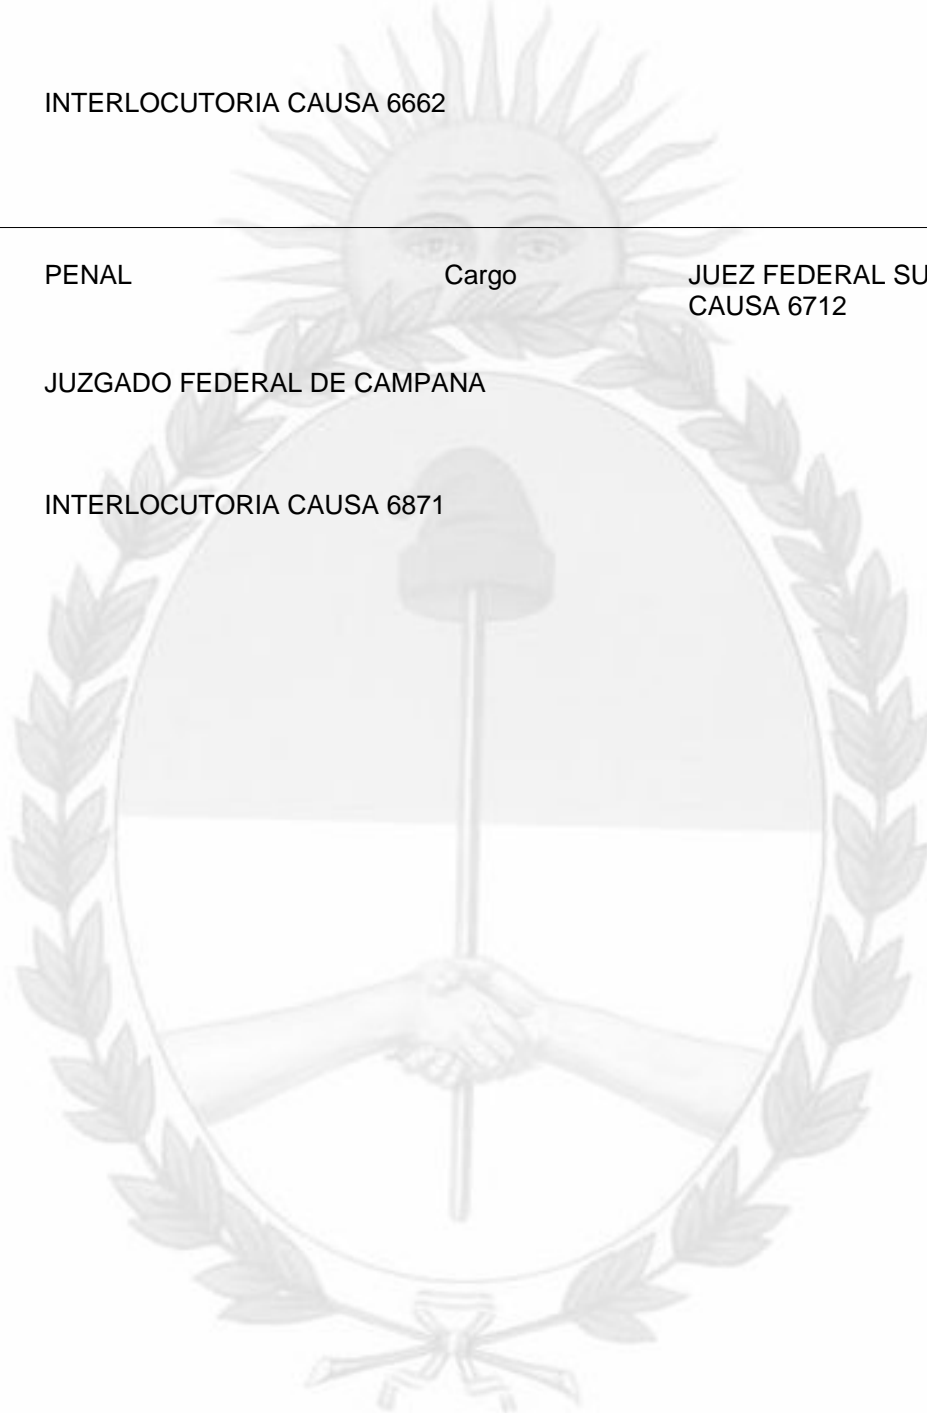 INTERLOCUTORIA CAUSA 6662
PENAL Cargo JUEZ FEDERAL SU
CAUSA 6712
JUZGADO FEDERAL DE CAMPANA
INTERLOCUTORIA CAUSA 6871